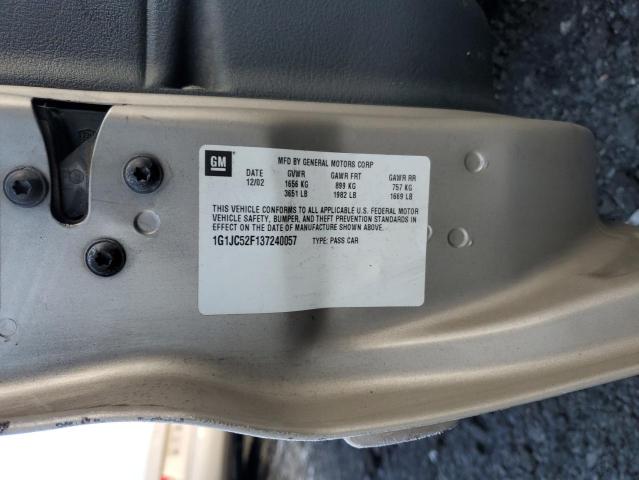 GM
MFD BY GENERAL MOTORS CORP
DATE GVWR GAWR FRT GAWR RR
12/02 1656 KG 899 KG 757 KG
3651 LB 1982 LB 1669 LB
THIS VEHICLE CONFORMS TO ALL APPLICABLE U.S. FEDERAL MOTOR
VEHICLE SAFETY, BUMPER, AND THEFT PREVENTION STANDARDS IN
EFFECT ON THE DATE OF MANUFACTURE SHOWN ABOVE.
1G1JC52F137240057 TYPE: PASS CAR